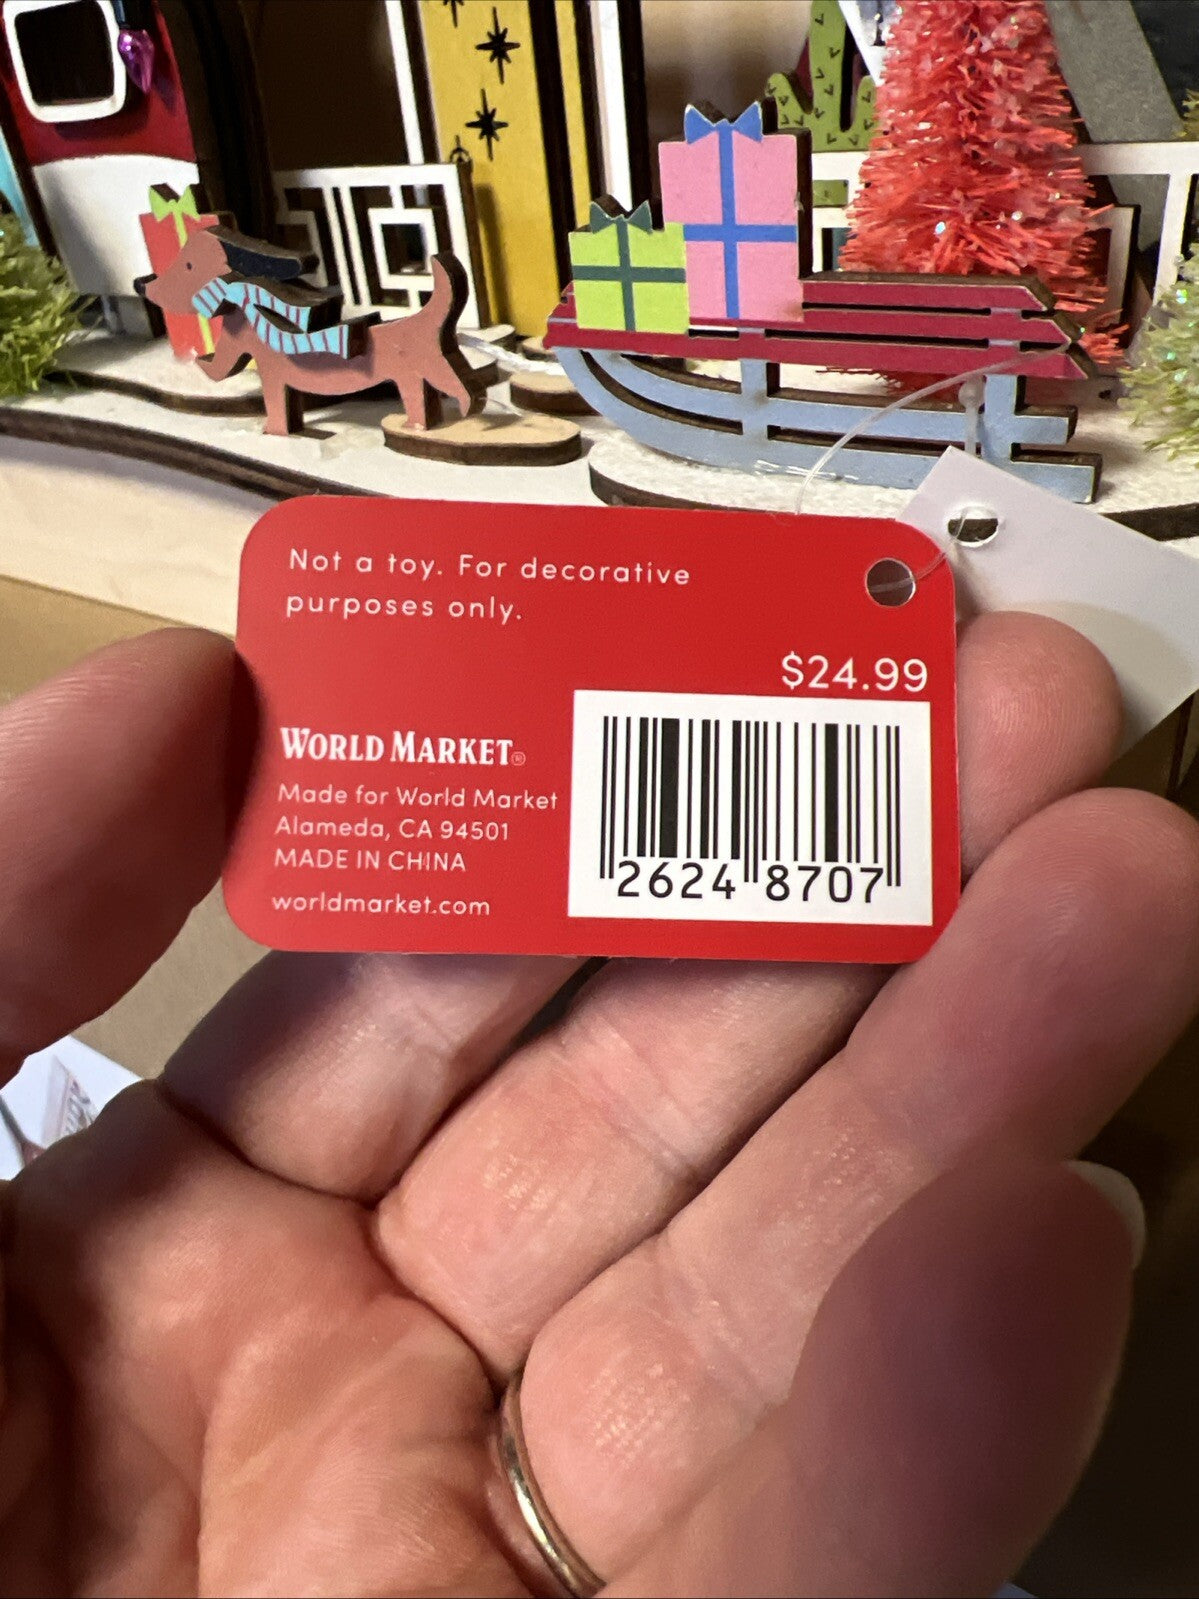 Not a toy. For decorative
purposes only.
$24.99
WORLD MARKET®
Made for World Market
Alameda, CA 94501
MADE IN CHINA
worldmarket.com
2624 8707